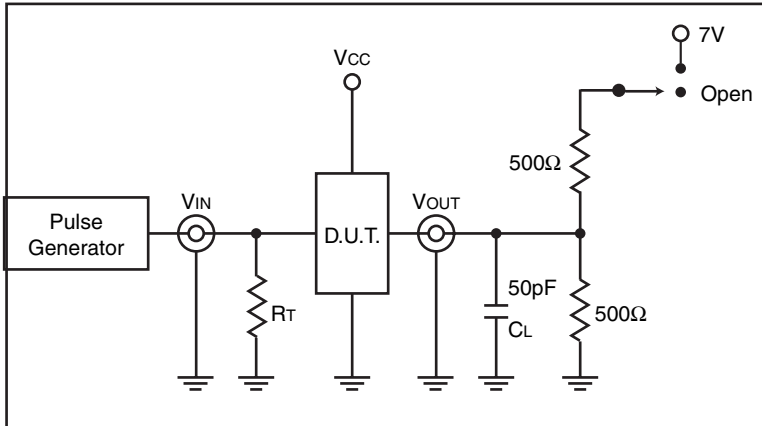 7V
VCC
Open
500Ω
VIN
VOUT
Pulse
Generator
D.U.T.
50pF
RT
CL
500Ω